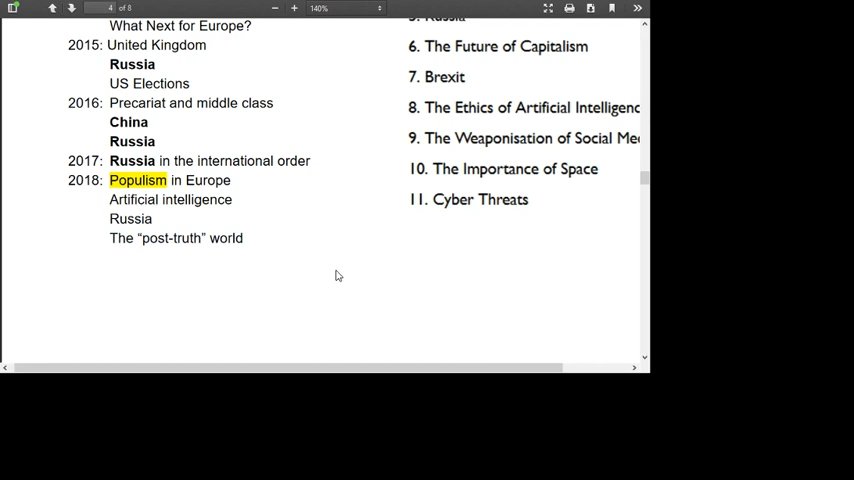 4 of 8
140%
What Next for Europe?
2015: United Kingdom
Russia
US Elections
2016: Precariat and middle class
China
Russia
2017: Russia in the international order
2018: Populism in Europe
Artificial intelligence
Russia
The “post-truth” world
5. Russia
6. The Future of Capitalism
7. Brexit
8. The Ethics of Artificial Intelligenc
9. The Weaponisation of Social Me
10. The Importance of Space
11. Cyber Threats